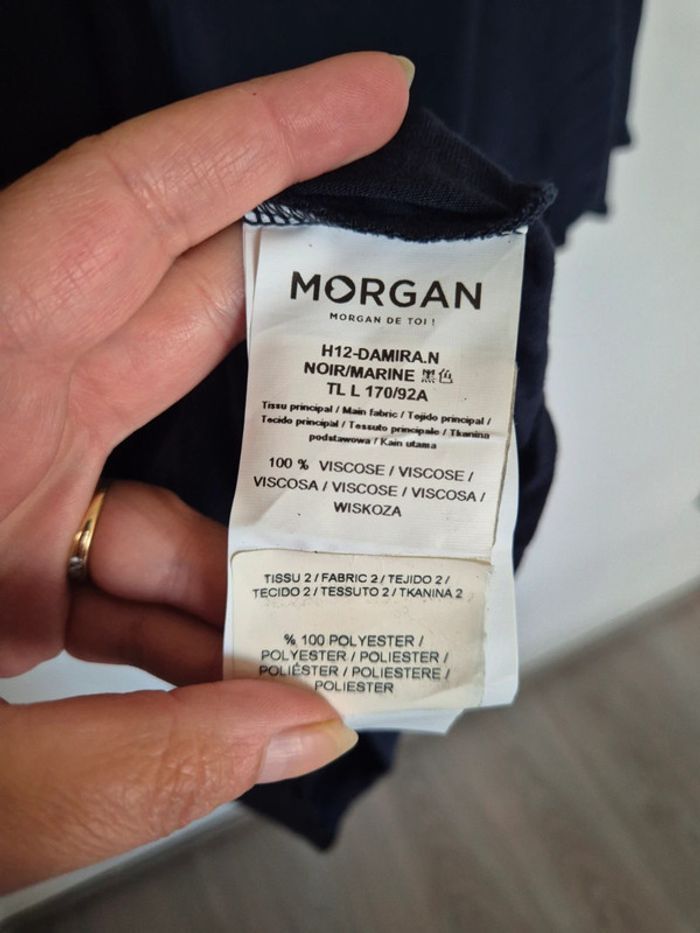 MORGAN
MORGAN DE TOI !
H12-DAMIRA.N
NOIR/MARINE 黑色
TL L 170/92A
Tissu principal / Main fabric / Tejido principal /
Tecido principal / Tessuto principale / Tkanina
podstawowa / Kain utama
100 % VISCOSE / VISCOSE /
VISCOSA / VISCOSE / VISCOSA /
WISKOZA
TISSU 2 / FABRIC 2 / TEJIDO 2 /
TECIDO 2 / TESSUTO 2 / TKANINA 2
% 100 POLYESTER /
POLYESTER / POLIESTER /
POLIÉSTER / POLIESTERE /
POLIESTER